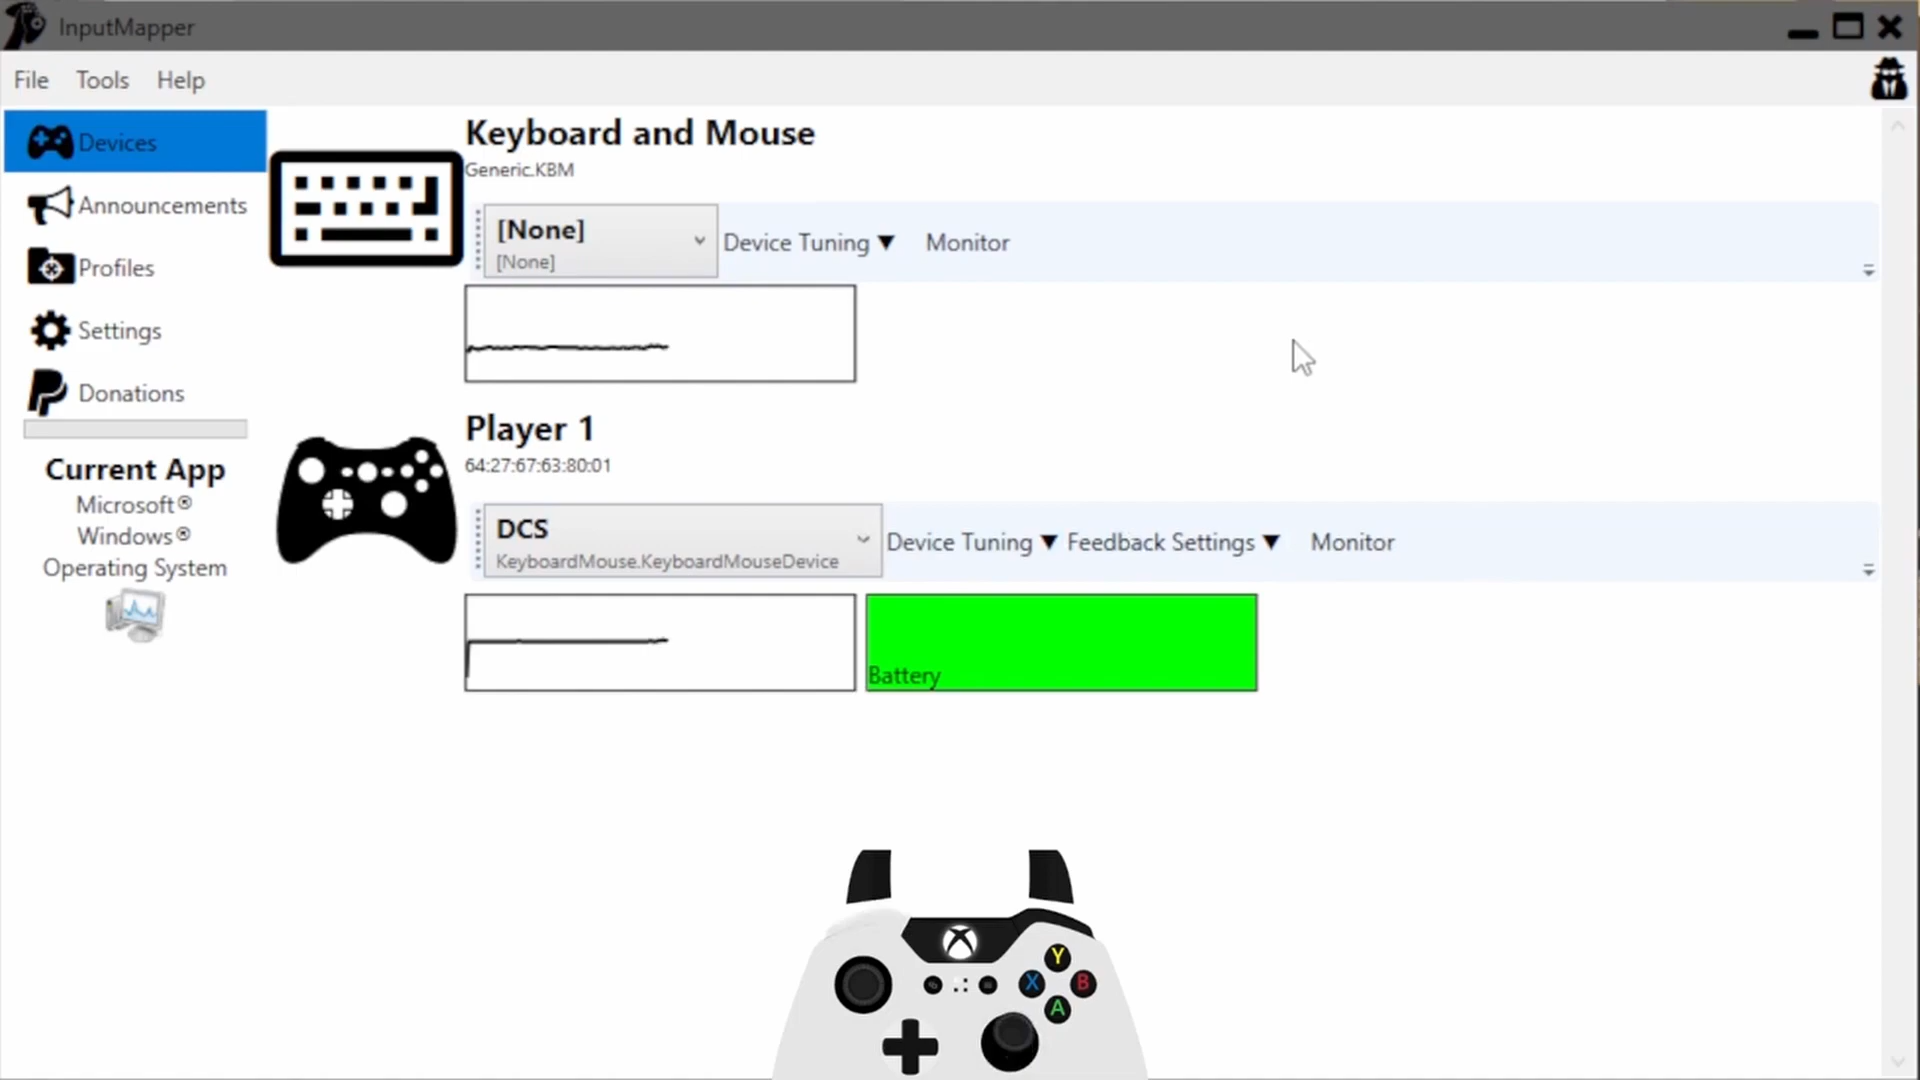 InputMapper
File Tools Help
Devices
Announcements
Profiles
Settings
Donations
Current App
Microsoft®
Windows®
Operating System
Keyboard and Mouse
Generic.KBM
[None]
[None]
Device Tuning ▼ Monitor
Player 1
64:27:67:63:80:01
DCS
KeyboardMouse.KeyboardMouseDevice
Device Tuning ▼ Feedback Settings ▼ Monitor
Battery
Y
X B
A